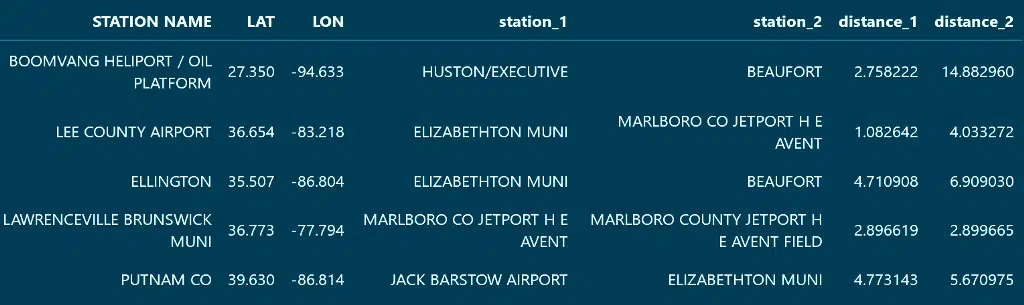 STATION NAME LAT LON station_1 station_2 distance_1 distance_2
BOOMVANG HELIPORT / OIL
PLATFORM 27.350 -94.633 HUSTON/EXECUTIVE BEAUFORT 2.758222 14.882960
LEE COUNTY AIRPORT 36.654 -83.218 ELIZABETHTON MUNI MARLBORO CO JETPORT H E
AVENT 1.082642 4.033272
ELLINGTON 35.507 -86.804 ELIZABETHTON MUNI BEAUFORT 4.710908 6.909030
LAWRENCEVILLE BRUNSWICK
MUNI 36.773 -77.794 MARLBORO CO JETPORT H E
AVENT MARLBORO COUNTY JETPORT H
E AVENT FIELD 2.896619 2.899665
PUTNAM CO 39.630 -86.814 JACK BARSTOW AIRPORT ELIZABETHTON MUNI 4.773143 5.670975